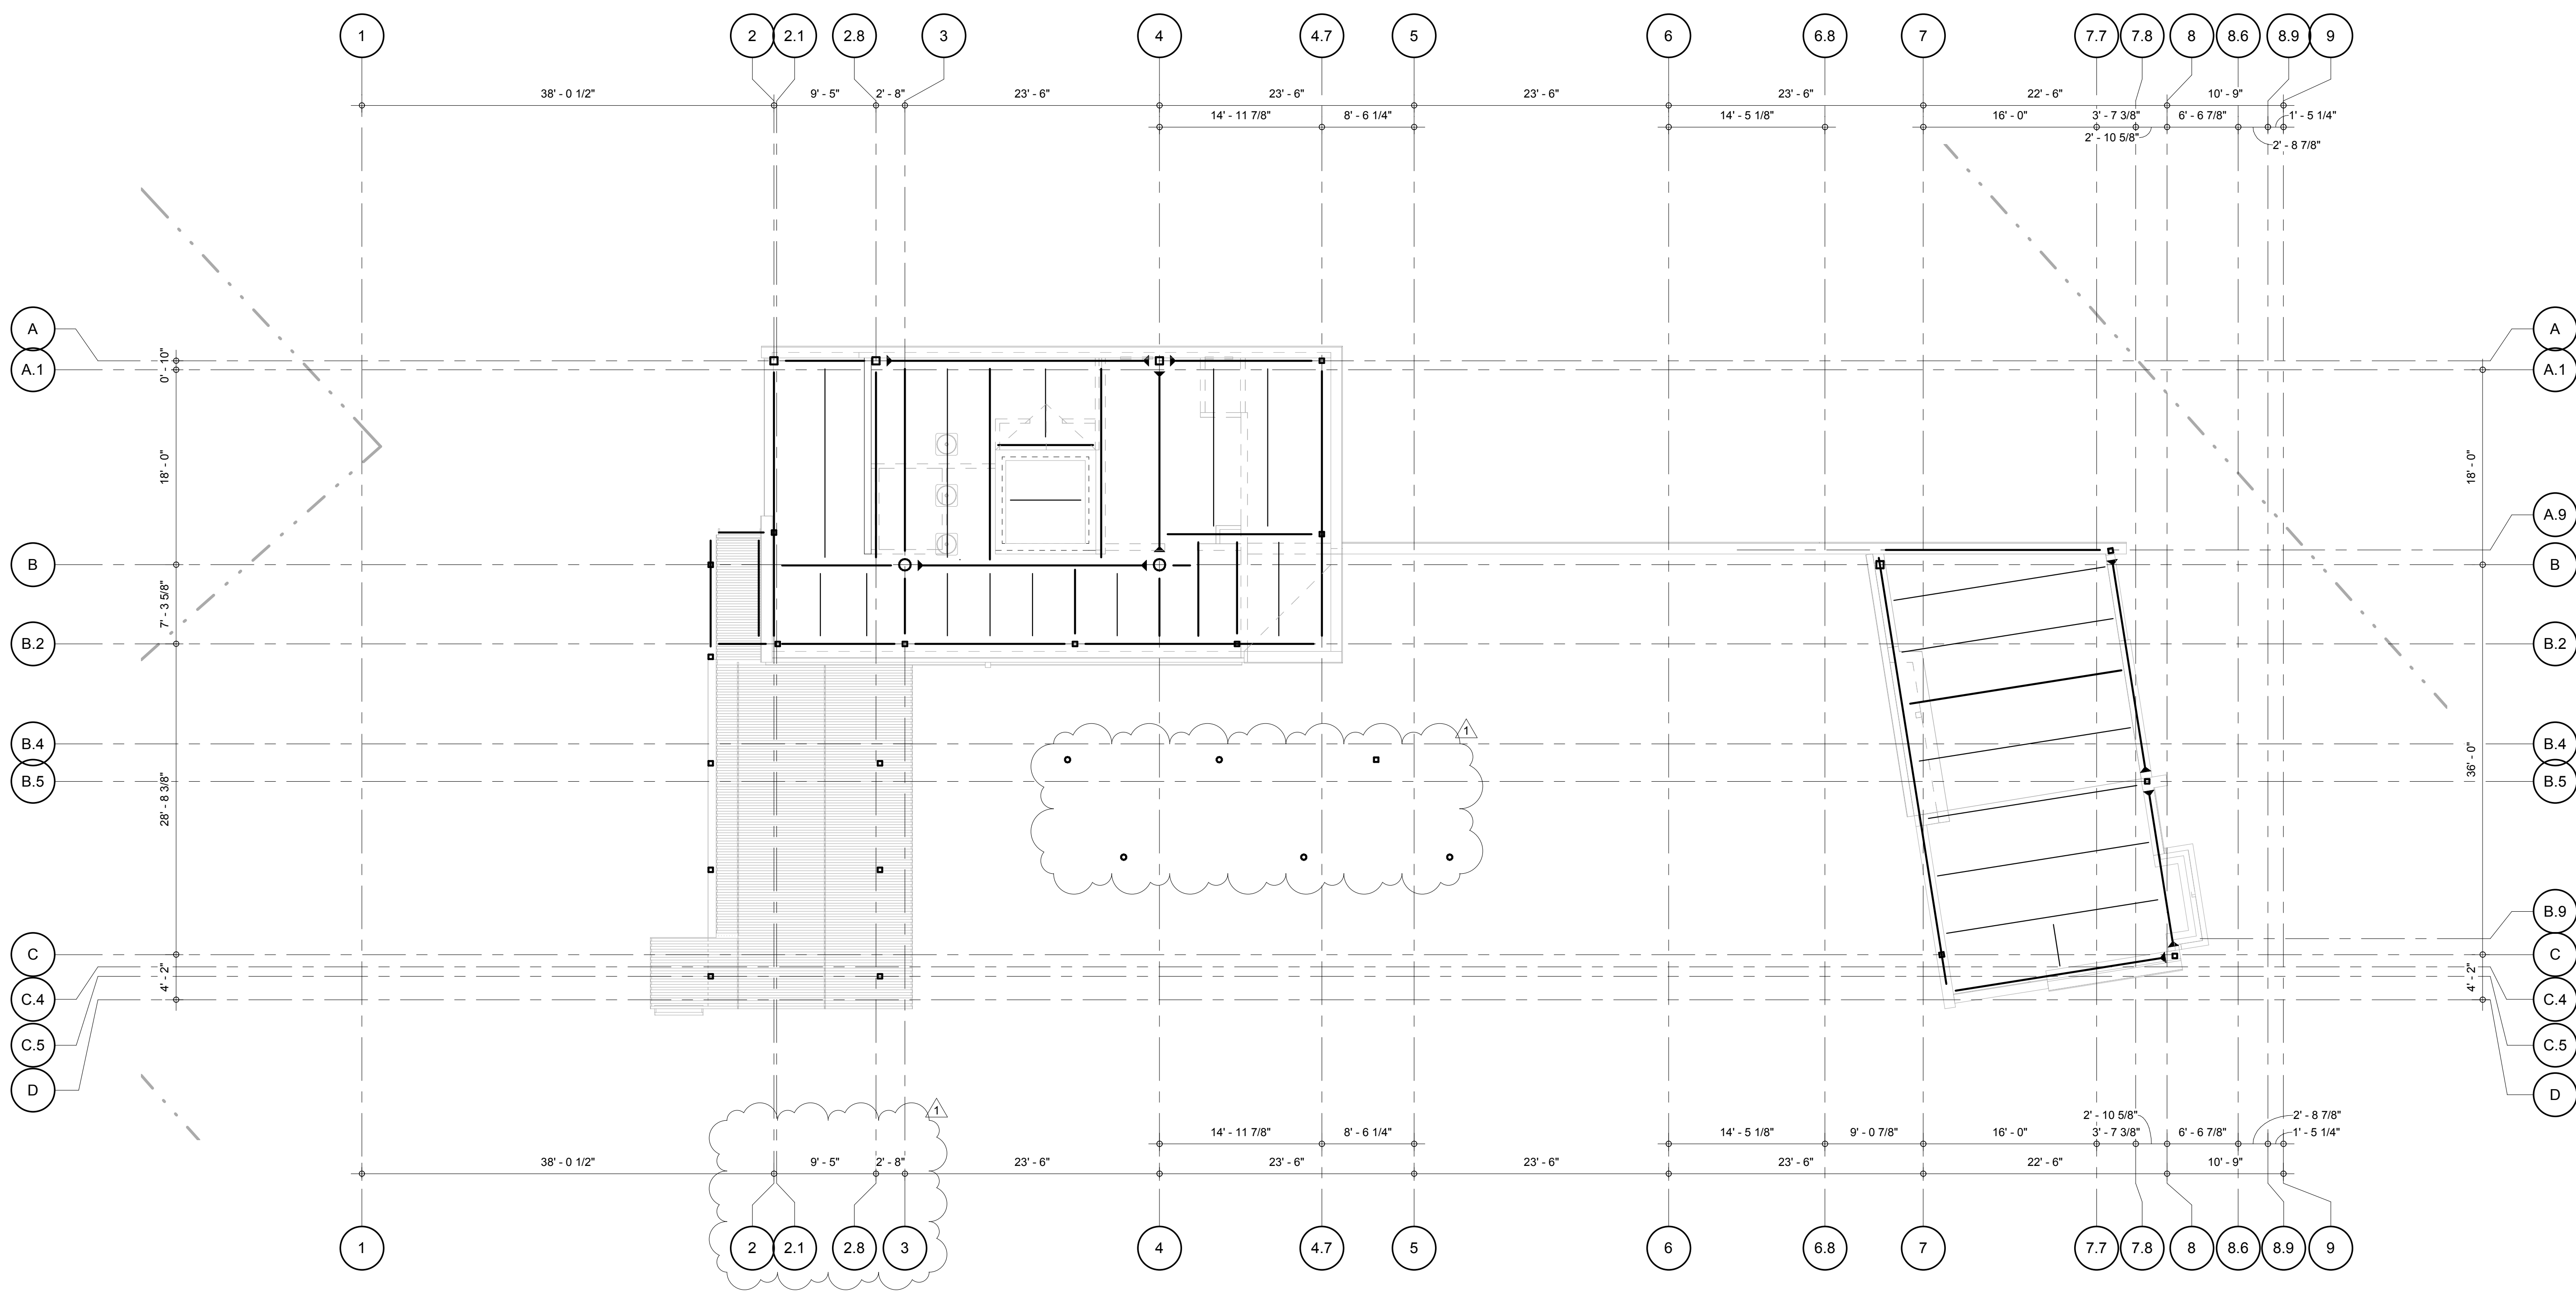 1 2 2.1 2.8 3 4 4.7 5 6 6.8 7 7.7 7.8 8 8.6 8.9 9
38' - 0 1/2" 9' - 5" 2' - 8" 23' - 6" 23' - 6" 23' - 6" 23' - 6" 22' - 6" 10' - 9"
14' - 11 7/8" 8' - 6 1/4" 14' - 5 1/8" 16' - 0" 3' - 7 3/8" 6' - 6 7/8" 1' - 5 1/4"
2' - 10 5/8" 2' - 8 7/8"
A A
0' - 10"
A.1 A.1
18' - 0" 18' - 0"
A.9
B B
7' - 3 5/8"
B.2 B.2
1
B.4 B.4
36' - 0"
B.5 B.5
28' - 8 3/8"
B.9
C C
4' - 2" 4' - 2"
C.4 C.4
C.5 C.5
D D
1
2' - 10 5/8" 2' - 8 7/8"
14' - 11 7/8" 8' - 6 1/4" 14' - 5 1/8" 9' - 0 7/8" 16' - 0" 3' - 7 3/8" 6' - 6 7/8" 1' - 5 1/4"
38' - 0 1/2" 9' - 5" 2' - 8" 23' - 6" 23' - 6" 23' - 6" 23' - 6" 22' - 6" 10' - 9"
1 2 2.1 2.8 3 4 4.7 5 6 6.8 7 7.7 7.8 8 8.6 8.9 9